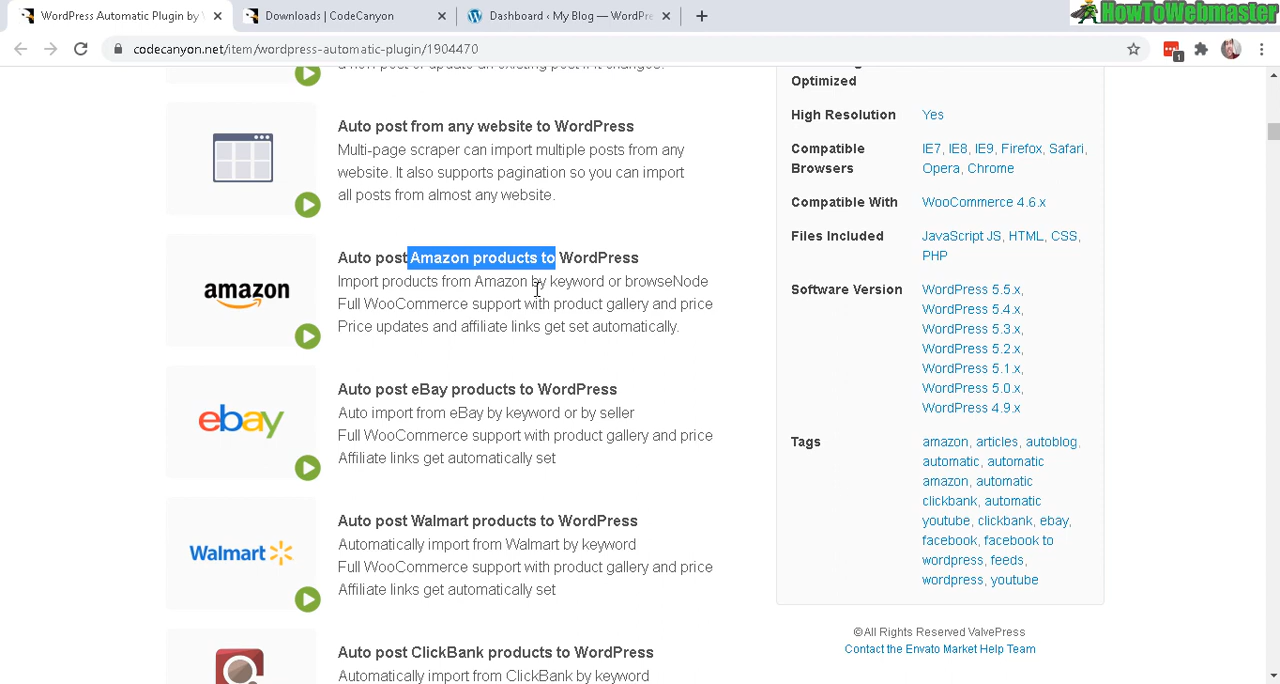 WordPress Automatic Plugin by V
Downloads | CodeCanyon
Dashboard ‹ My Blog — WordPre
HowToWebmaster
codecanyon.net/item/wordpress-automatic-plugin/1904470
1
a new post or update an existing post if it changes.
Auto post from any website to WordPress
Multi-page scraper can import multiple posts from any
website. It also supports pagination so you can import
all posts from almost any website.
amazon
Auto post Amazon products to WordPress
Import products from Amazon by keyword or browseNode
Full WooCommerce support with product gallery and price
Price updates and affiliate links get set automatically.
ebay
Auto post eBay products to WordPress
Auto import from eBay by keyword or by seller
Full WooCommerce support with product gallery and price
Affiliate links get automatically set
Walmart
Auto post Walmart products to WordPress
Automatically import from Walmart by keyword
Full WooCommerce support with product gallery and price
Affiliate links get automatically set
Auto post ClickBank products to WordPress
Automatically import from ClickBank by keyword
Optimized
High Resolution Yes
Compatible IE7, IE8, IE9, Firefox, Safari,
Browsers Opera, Chrome
Compatible With WooCommerce 4.6.x
Files Included JavaScript JS, HTML, CSS,
PHP
Software Version WordPress 5.5.x,
WordPress 5.4.x,
WordPress 5.3.x,
WordPress 5.2.x,
WordPress 5.1.x,
WordPress 5.0.x,
WordPress 4.9.x
Tags amazon, articles, autoblog,
automatic, automatic
amazon, automatic
clickbank, automatic
youtube, clickbank, ebay,
facebook, facebook to
wordpress, feeds,
wordpress, youtube
©All Rights Reserved ValvePress
Contact the Envato Market Help Team